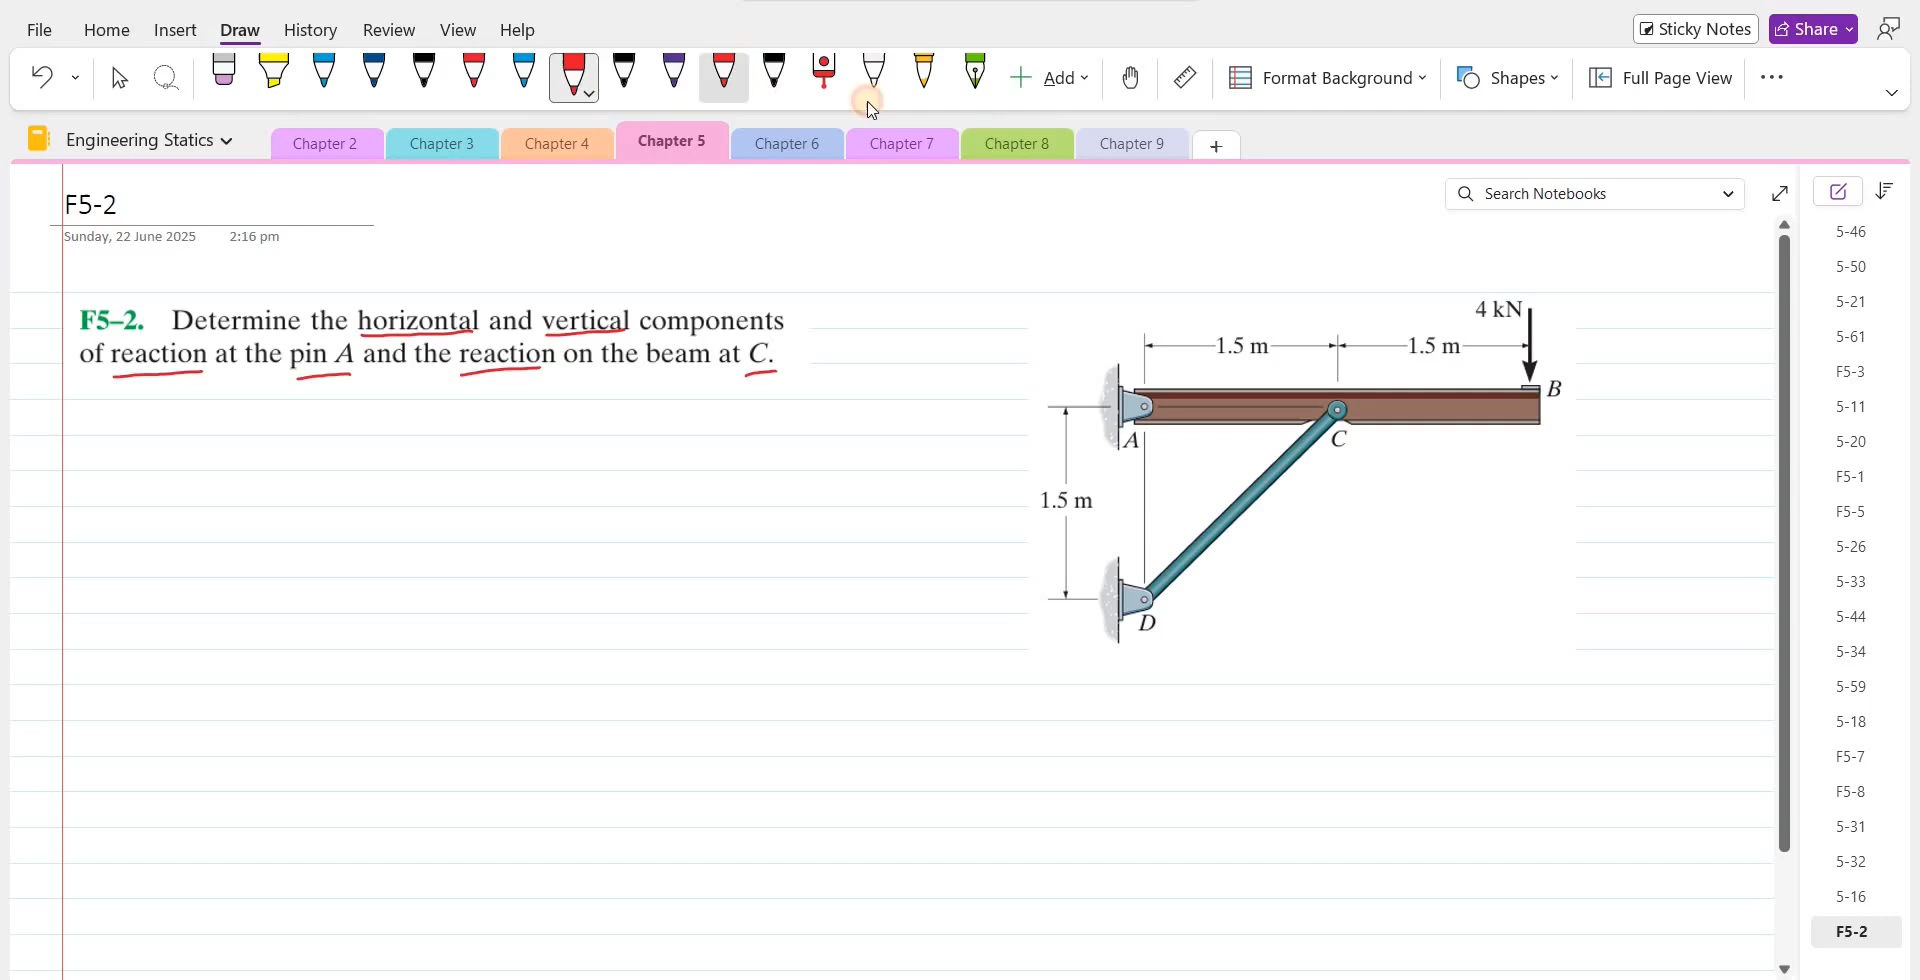 File Home Insert Draw History Review View Help Sticky Notes Share
Add Format Background Shapes Full Page View
Engineering Statics Chapter 2 Chapter 3 Chapter 4 Chapter 5 Chapter 6 Chapter 7 Chapter 8 Chapter 9 +
Search Notebooks
F5-2
Sunday, 22 June 2025 2:16 pm
F5–2. Determine the horizontal and vertical components
of reaction at the pin A and the reaction on the beam at C.
4 kN
1.5 m 1.5 m
B
A
C
1.5 m
D
5-46
5-50
5-21
5-61
F5-3
5-11
5-20
F5-1
F5-5
5-26
5-33
5-44
5-34
5-59
5-18
F5-7
F5-8
5-31
5-32
5-16
F5-2